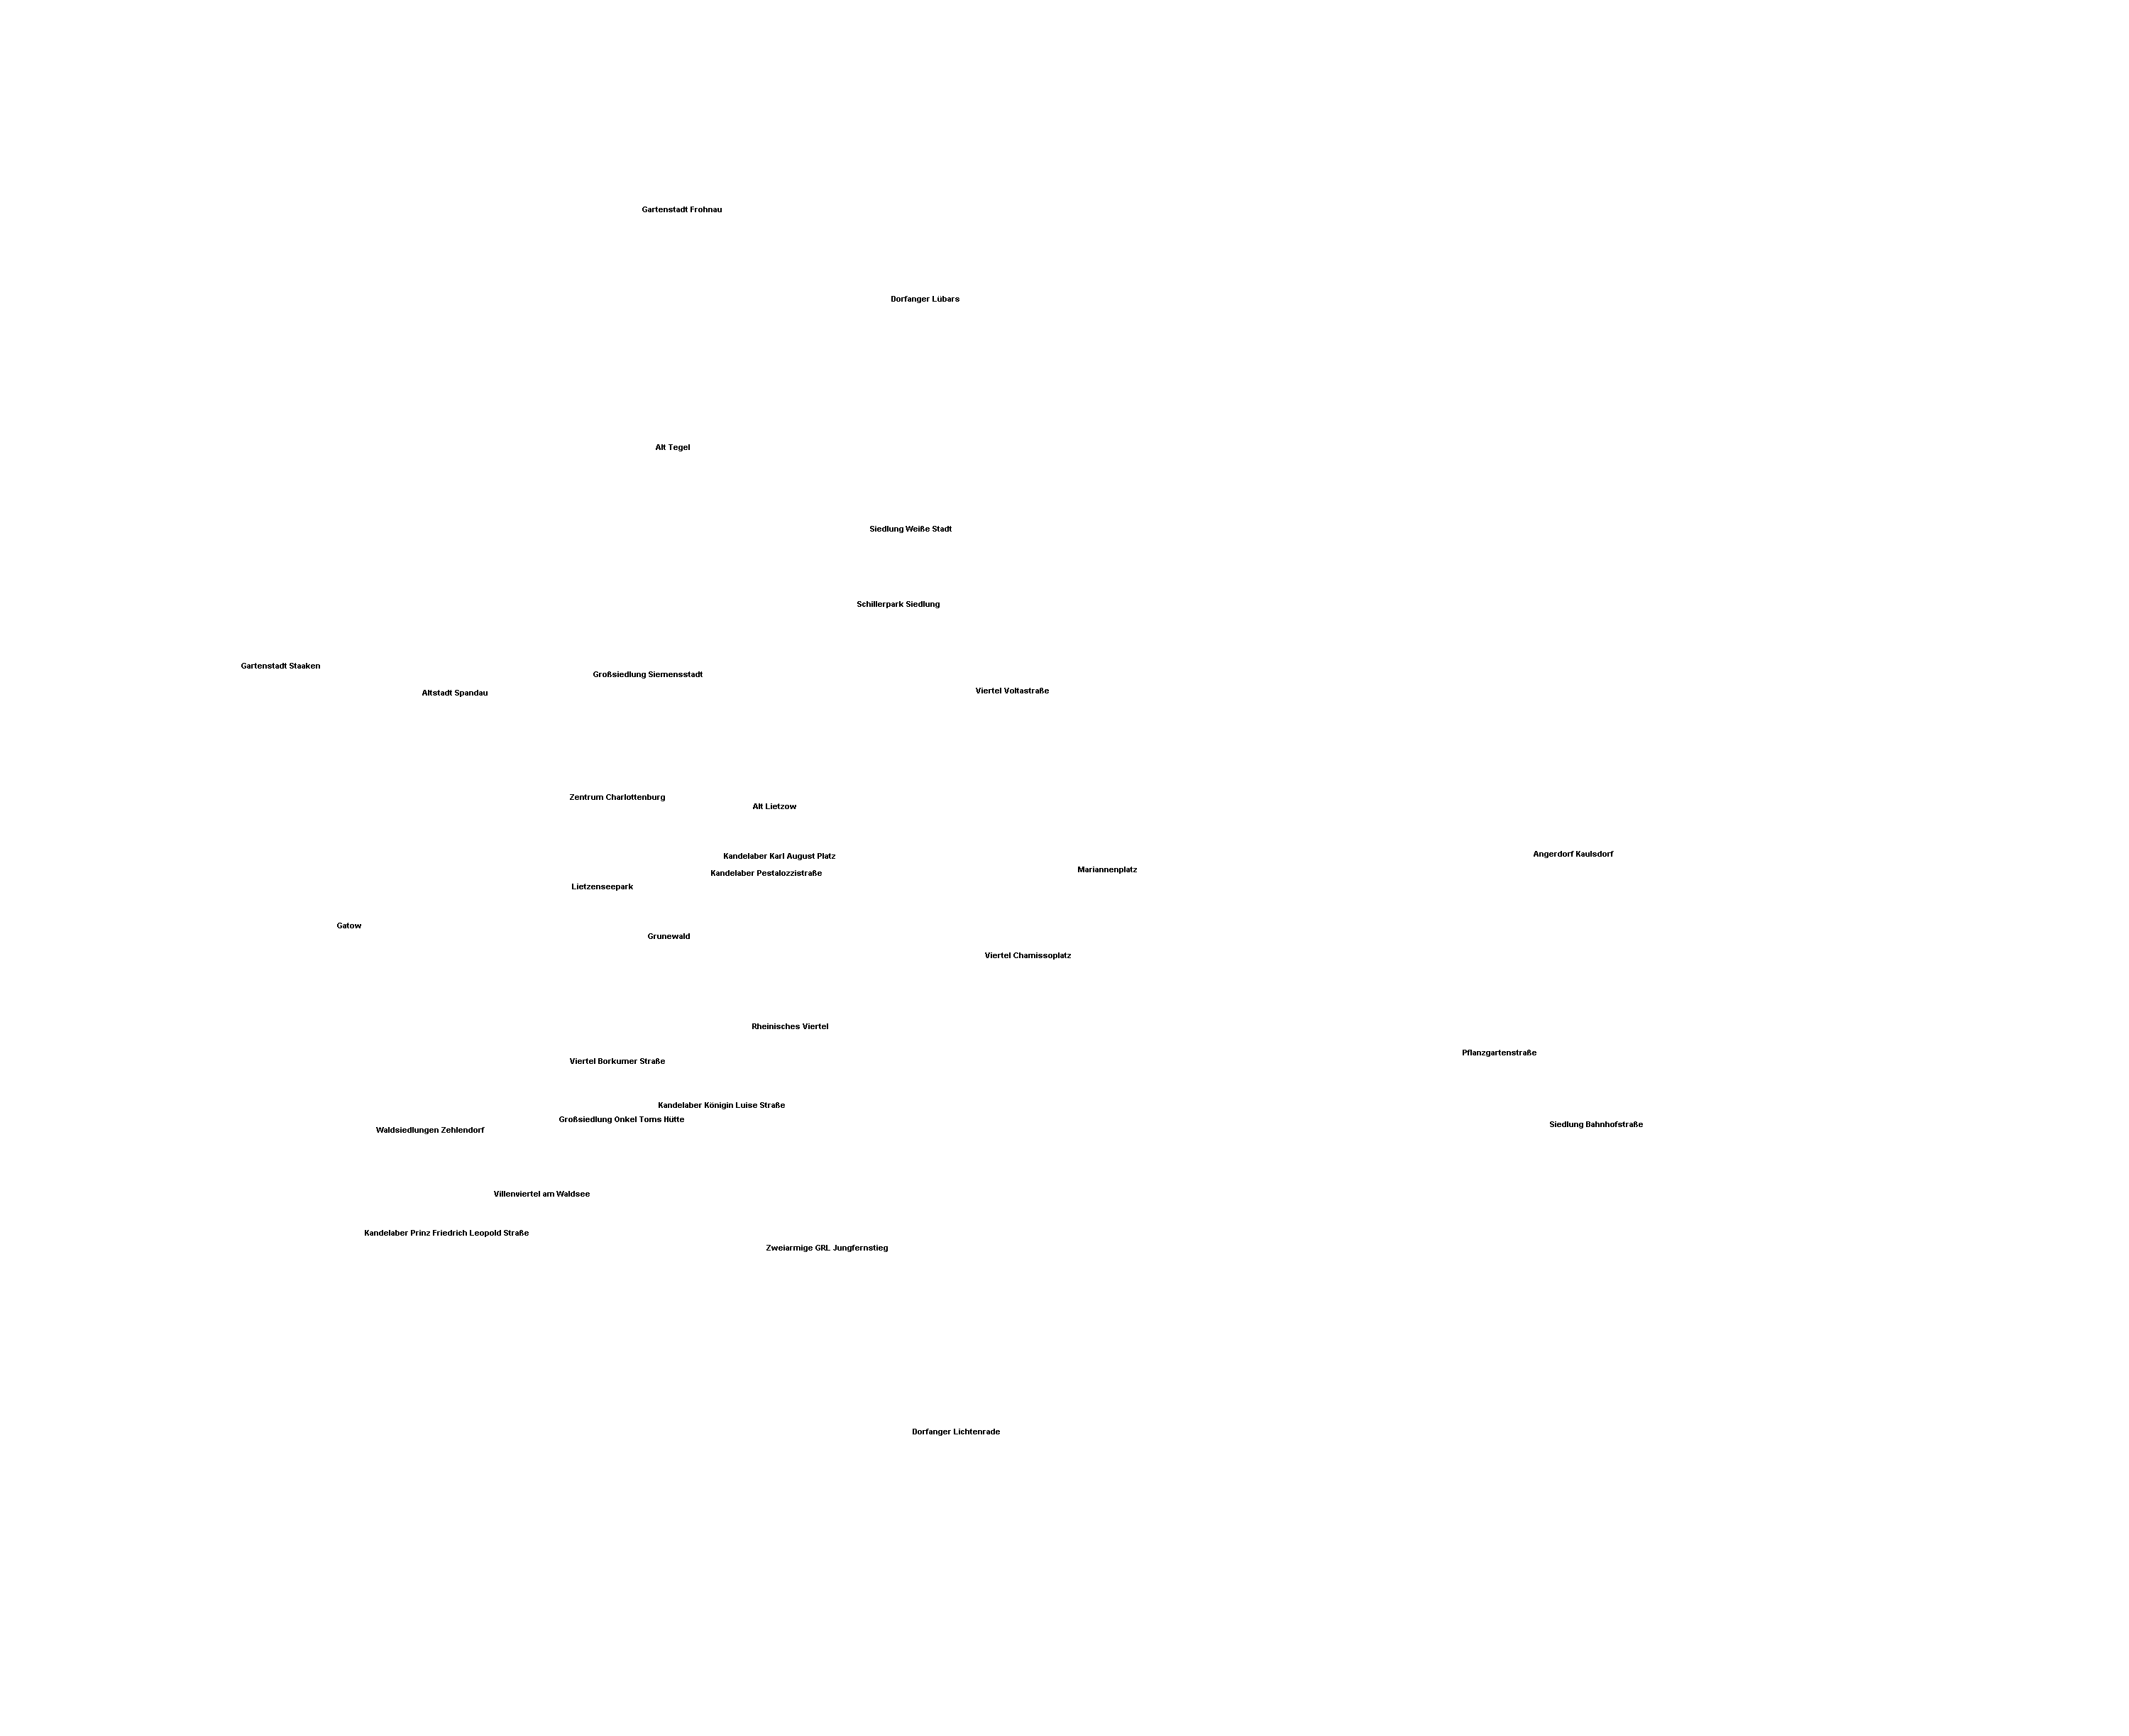 Gartenstadt Frohnau
Dorfanger Lübars
Alt Tegel
Siedlung Weiße Stadt
Schillerpark Siedlung
Gartenstadt Staaken
Großsiedlung Siemensstadt
Altstadt Spandau
Viertel Voltastraße
Zentrum Charlottenburg
Alt Lietzow
Kandelaber Karl August Platz
Angerdorf Kaulsdorf
Mariannenplatz
Kandelaber Pestalozzistraße
Lietzenseepark
Gatow
Grunewald
Viertel Chamissoplatz
Rheinisches Viertel
Pflanzgartenstraße
Viertel Borkumer Straße
Kandelaber Königin Luise Straße
Großsiedlung Onkel Toms Hütte
Siedlung Bahnhofstraße
Waldsiedlungen Zehlendorf
Villenviertel am Waldsee
Kandelaber Prinz Friedrich Leopold Straße
Zweiarmige GRL Jungfernstieg
Dorfanger Lichtenrade